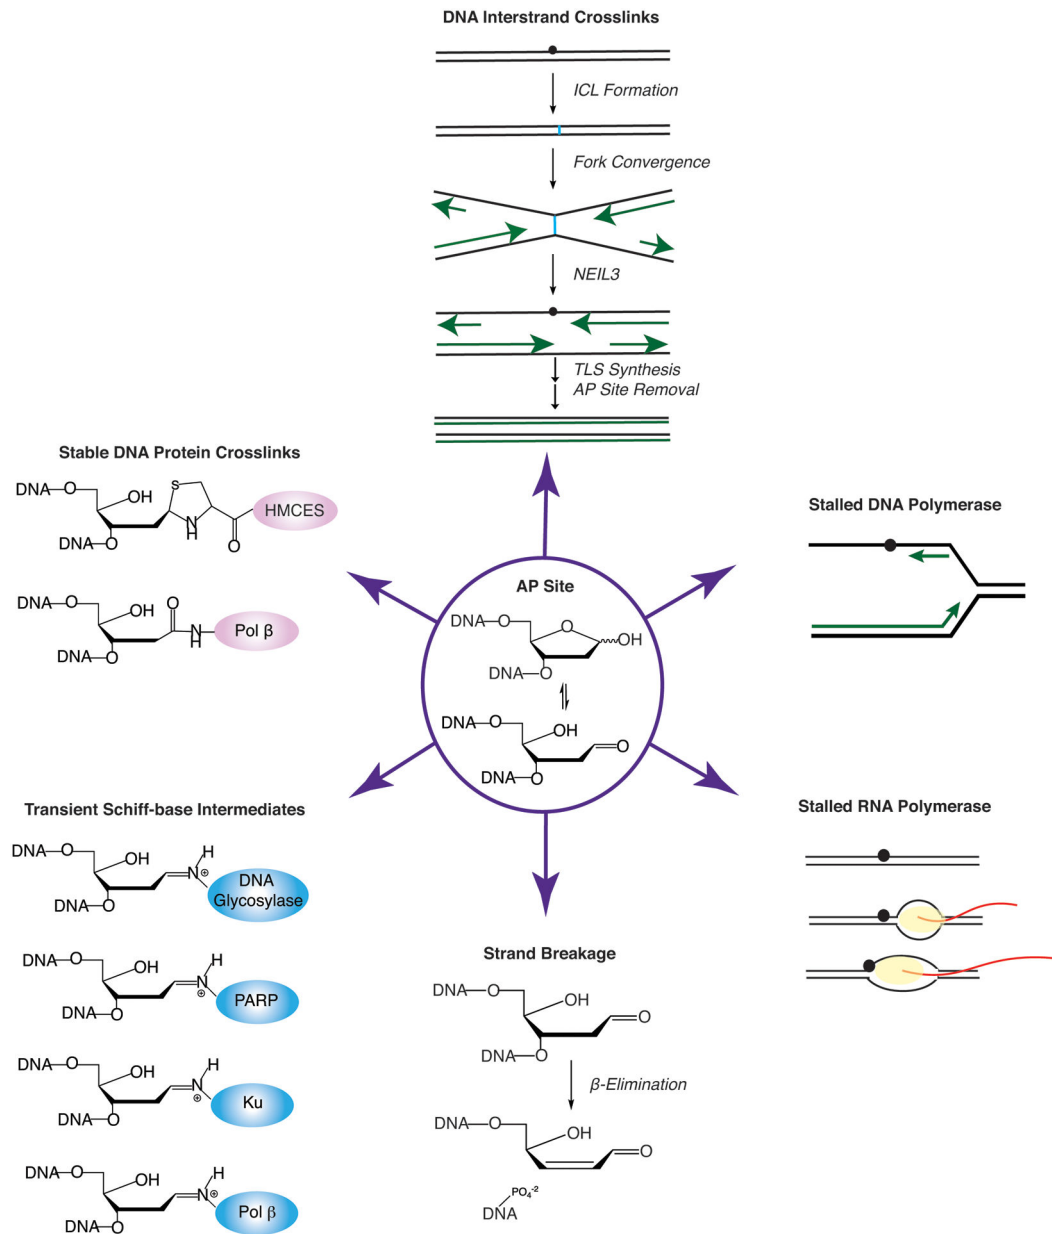 DNA Interstrand Crosslinks
ICL Formation
Fork Convergence
NEIL3
TLS Synthesis
AP Site Removal
Stable DNA Protein Crosslinks
DNA—O
OH
S
N
H
O
HMCES
DNA—O
DNA—O
OH
O
N
H
Pol β
DNA—O
Stalled DNA Polymerase
AP Site
DNA—O
O
OH
DNA—O
DNA—O
OH
O
DNA—O
Transient Schiff-base Intermediates
DNA—O
OH
H
N
⊕
DNA
Glycosylase
DNA—O
DNA—O
OH
H
N
⊕
PARP
DNA—O
DNA—O
OH
H
N
⊕
Ku
DNA—O
DNA—O
OH
H
N
⊕
Pol β
DNA—O
Strand Breakage
DNA—O
OH
O
DNA—O
β-Elimination
DNA—O
OH
O
PO4-2
DNA
Stalled RNA Polymerase